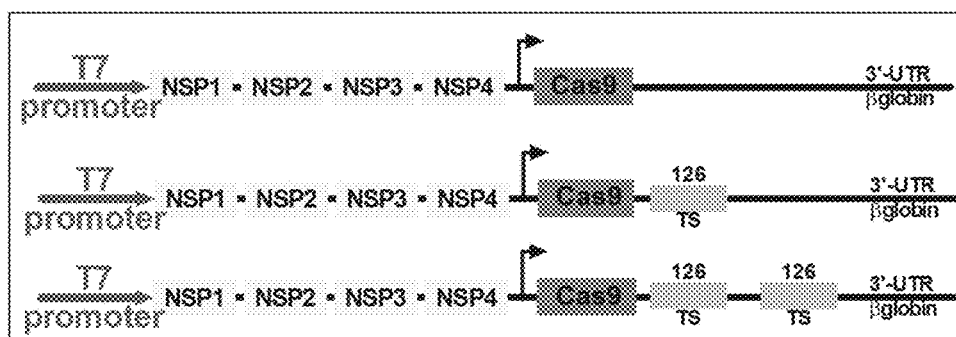 T7
promoter
NSP1 - NSP2 - NSP3 - NSP4
Cas9
3'-UTR
βglobin
T7
promoter
NSP1 - NSP2 - NSP3 - NSP4
Cas9
126
TS
3'-UTR
βglobin
T7
promoter
NSP1 - NSP2 - NSP3 - NSP4
Cas9
126
TS
126
TS
3'-UTR
βglobin